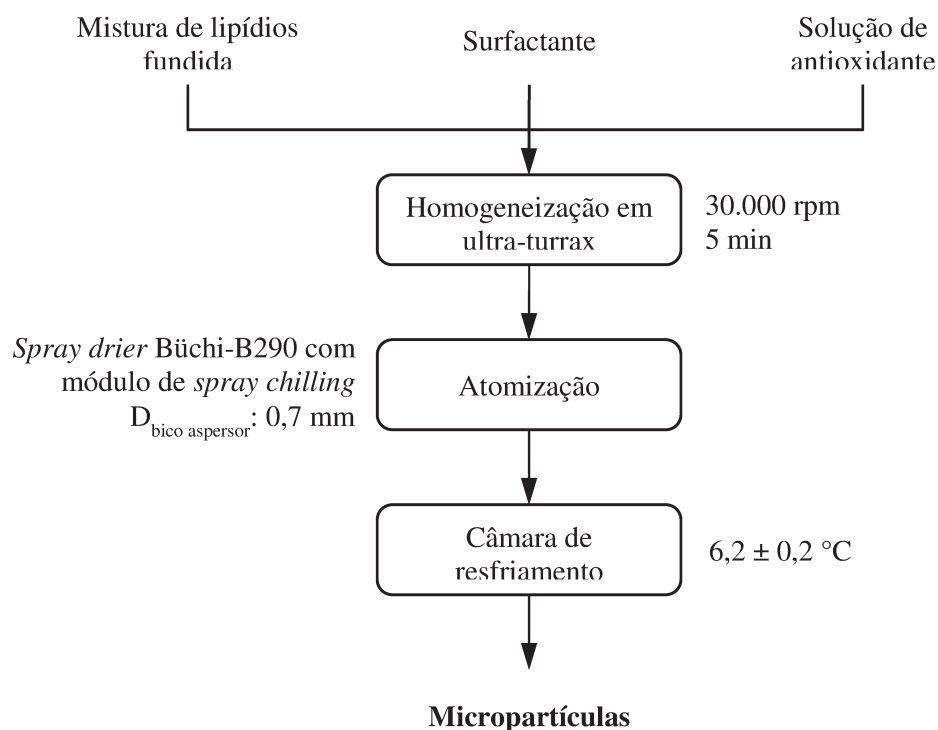 Mistura de lipídios
fundida
Surfactante
Solução de
antioxidante
Homogeneização em
ultra-turrax
30.000 rpm
5 min
Spray drier Büchi-B290 com
módulo de spray chilling
D bico aspersor: 0,7 mm
Atomização
Câmara de
resfriamento
6,2 ± 0,2 °C
Micropartículas